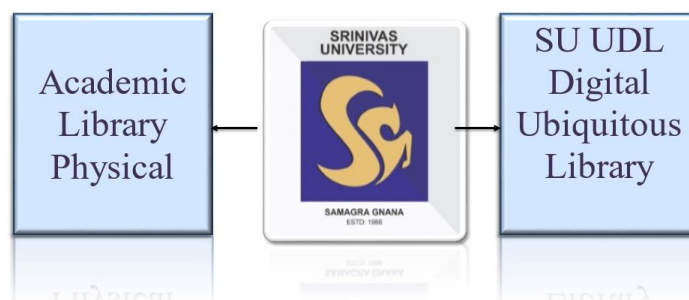 Academic
Library
Physical
SRINIVAS
UNIVERSITY
SAMAGRA GNANA
ESTD: 1988
SU UDL
Digital
Ubiquitous
Library